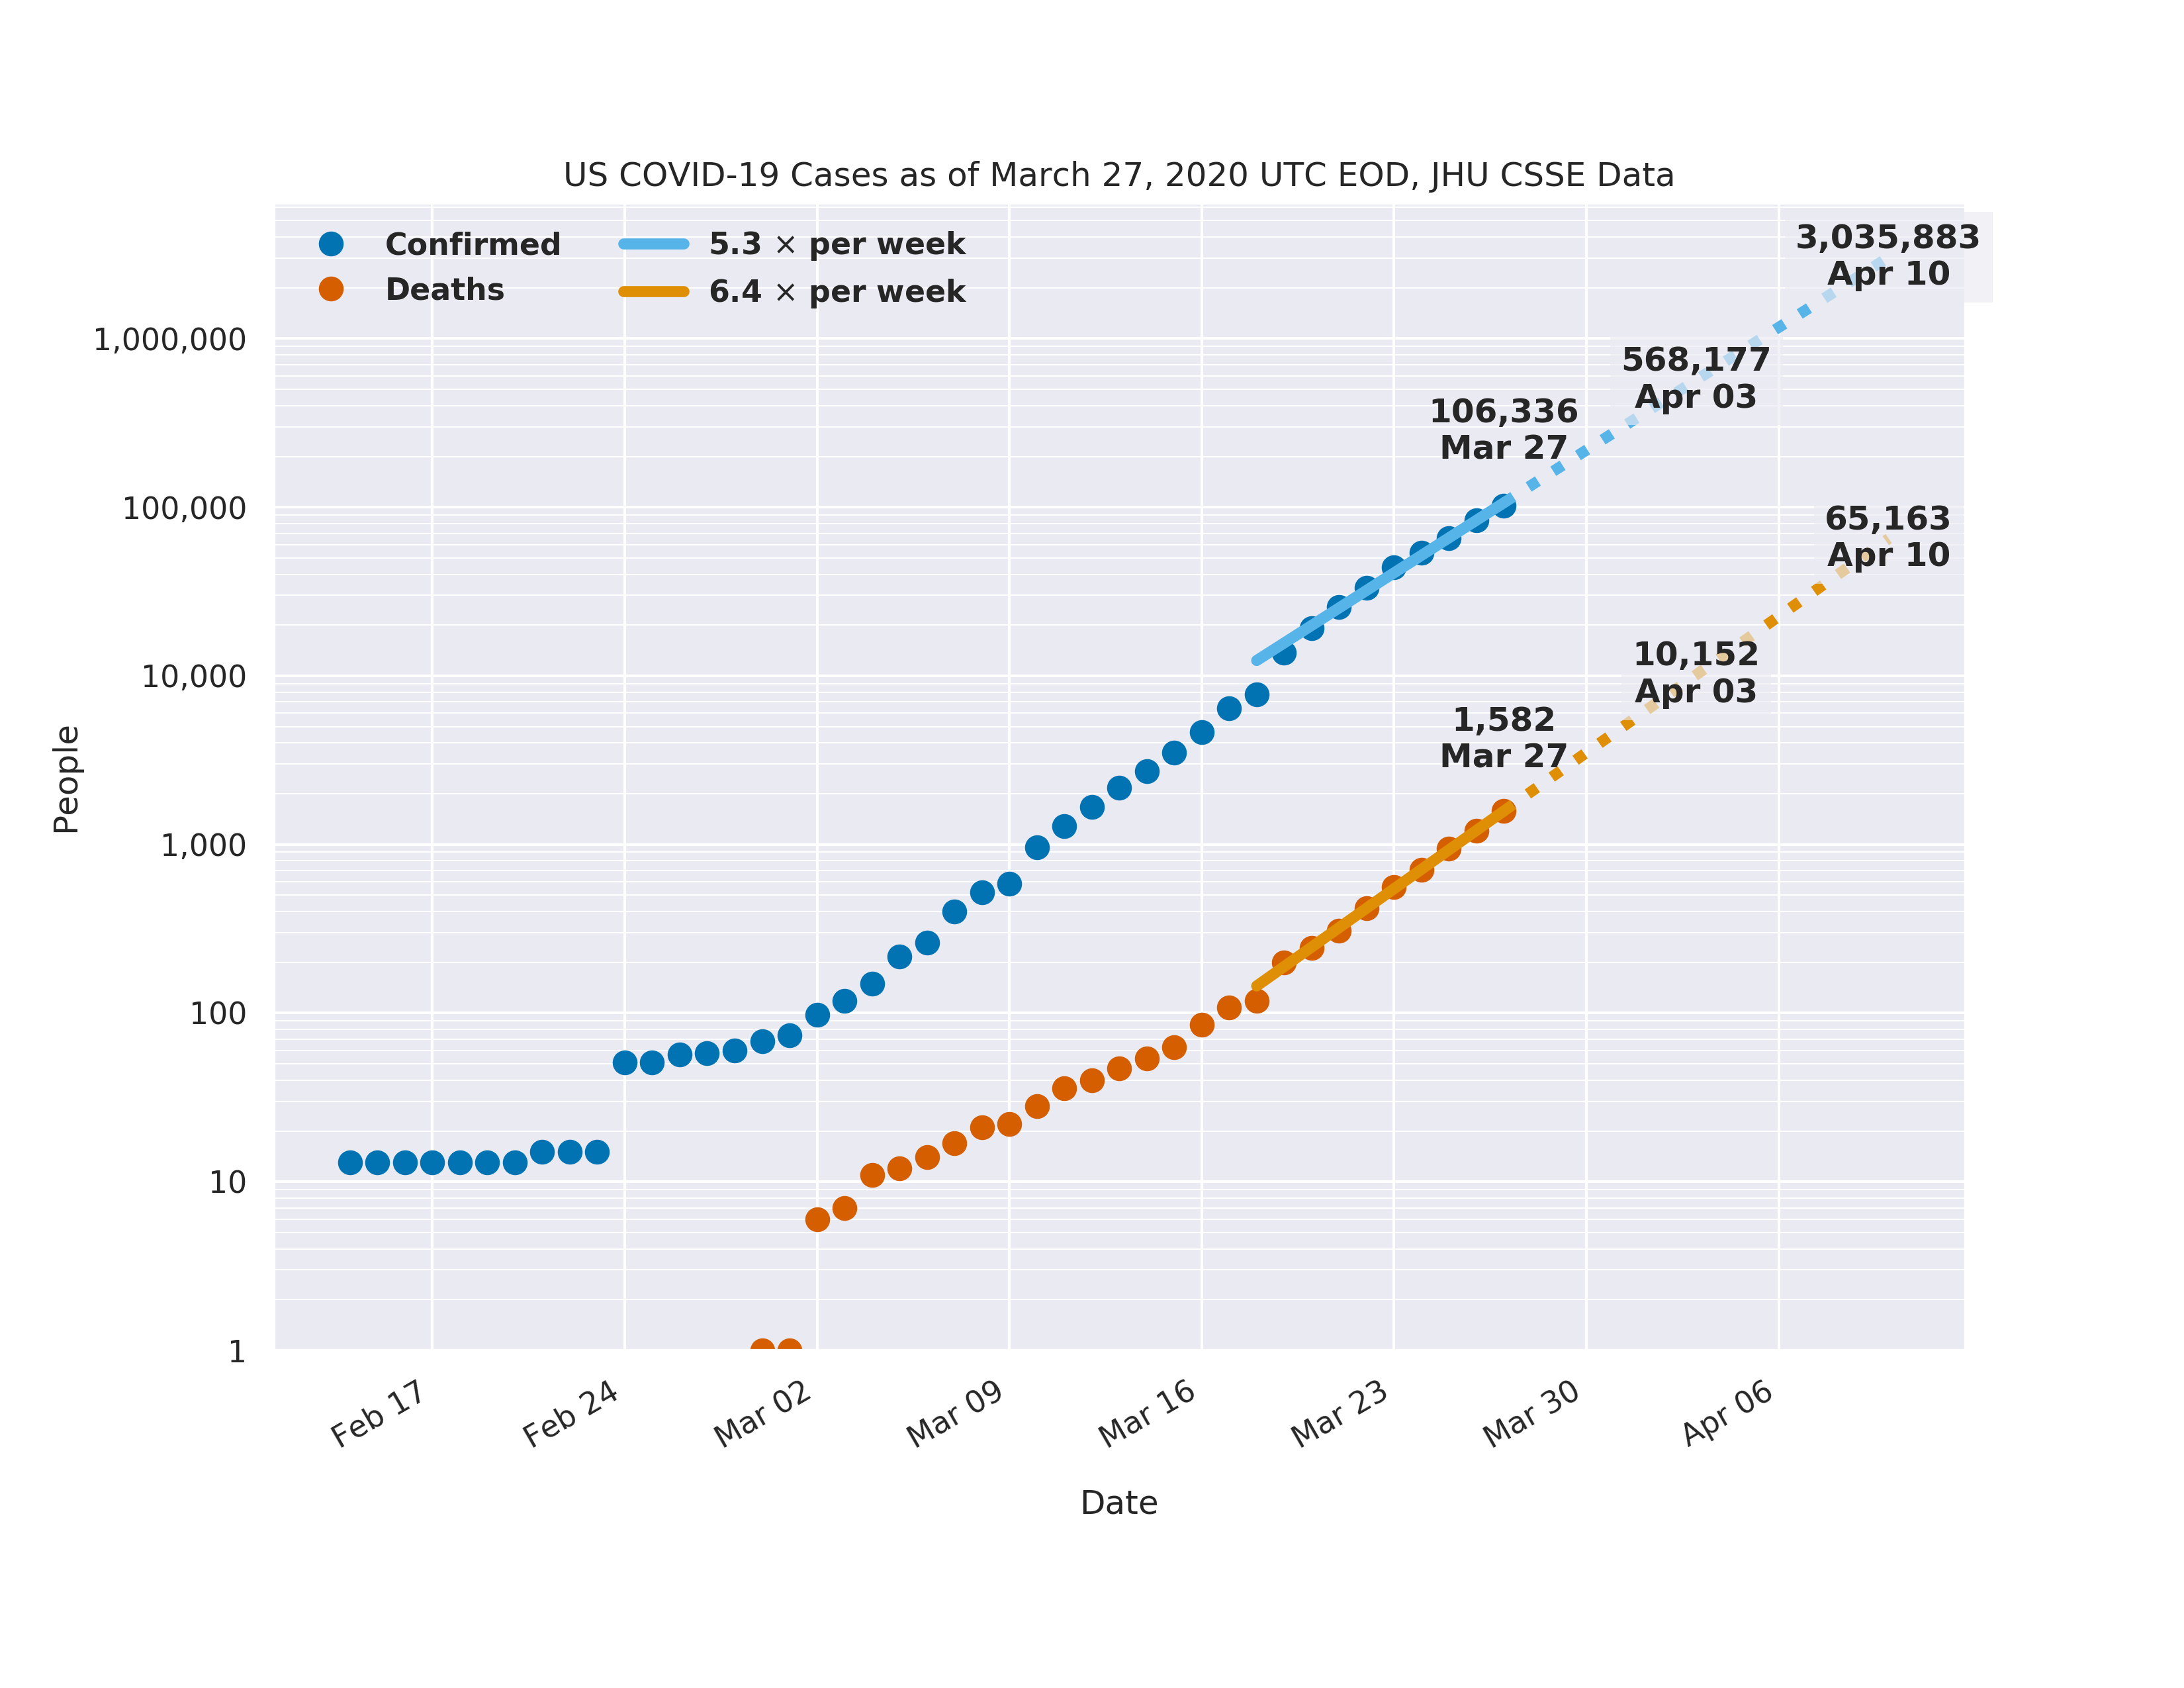 US COVID-19 Cases as of March 27, 2020 UTC EOD, JHU CSSE Data
Confirmed
Deaths
5.3 × per week
6.4 × per week
3,035,883
Apr 10
568,177
Apr 03
106,336
Mar 27
65,163
Apr 10
10,152
Apr 03
1,582
Mar 27
1,000,000
100,000
10,000
1,000
100
10
1
People
Feb 17
Feb 24
Mar 02
Mar 09
Mar 16
Mar 23
Mar 30
Apr 06
Date